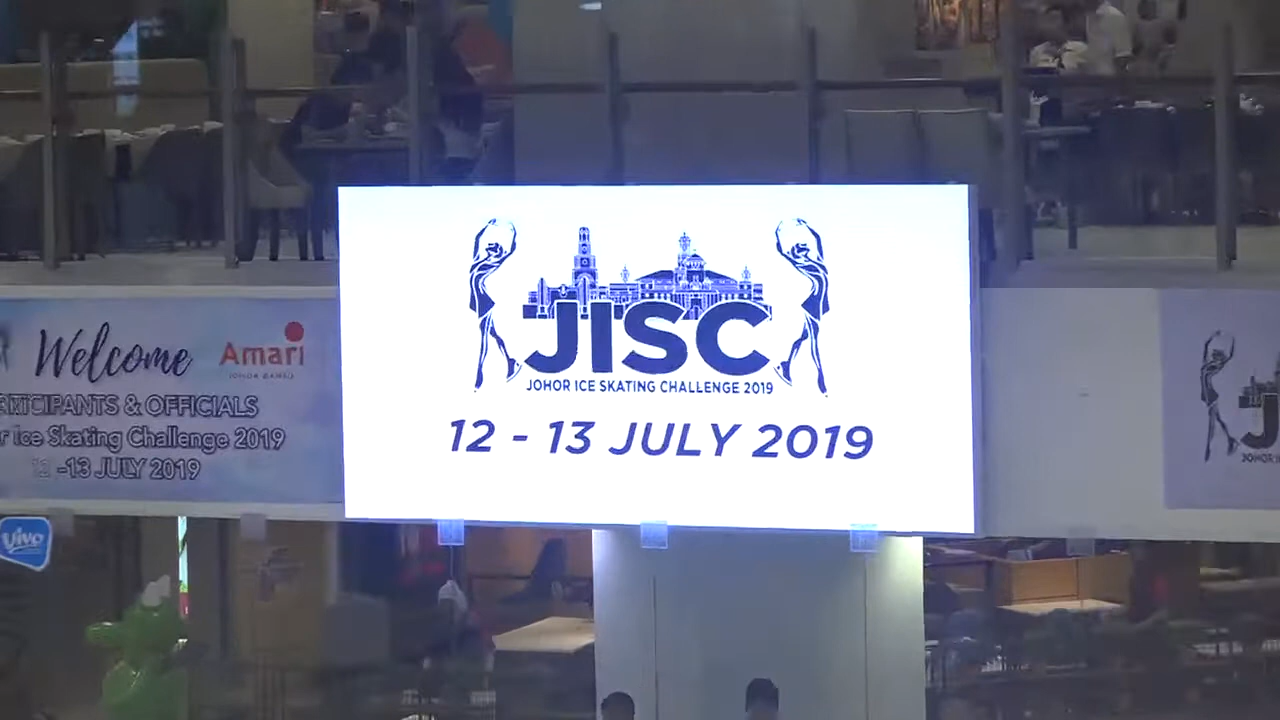 JISC
JOHOR ICE SKATING CHALLENGE 2019
12 - 13 JULY 2019
Welcome
Amari
JOHOR BAHRU
RTICIPANTS & OFFICIALS
r Ice Skating Challenge 2019
12 -13 JULY 2019
vivo
J
JOHOR